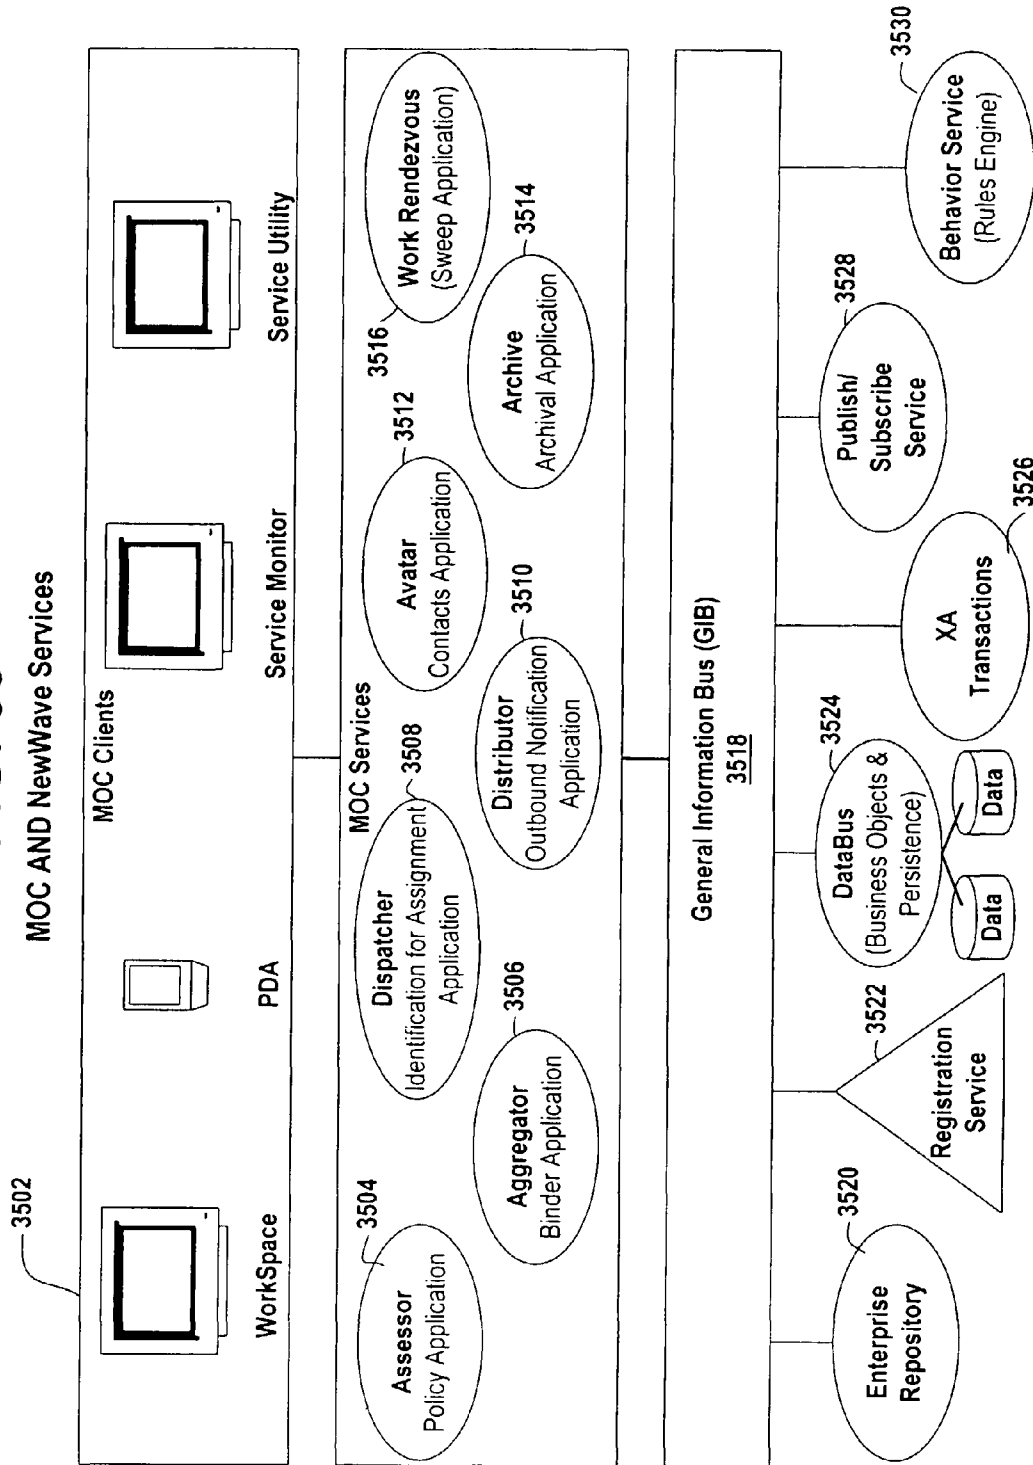 MOC AND NewWave Services
3502
MOC Clients
WorkSpace
PDA
Service Monitor
Service Utility
MOC Services
3504
Assessor
Policy Application
3506
Aggregator
Binder Application
3508
Dispatcher
Identification for Assignment
Application
3510
Distributor
Outbound Notification
Application
3512
Avatar
Contacts Application
3514
Archive
Archival Application
3516
Work Rendezvous
(Sweep Application)
General Information Bus (GIB)
3518
3520
Enterprise
Repository
3522
Registration
Service
3524
DataBus
(Business Objects &
Persistence)
Data
Data
3526
XA
Transactions
3528
Publish/
Subscribe
Service
3530
Behavior Service
(Rules Engine)